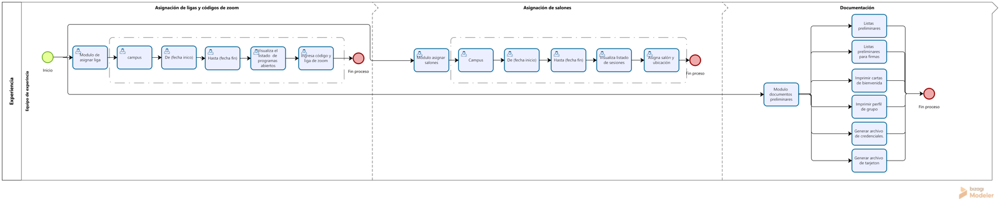 Asignación de ligas y códigos de zoom
Asignación de salones
Documentación
Experiencia
Equipo de experincia
Inicio
Modulo de
asignar liga
campus
De (fecha inico)
Hasta (fecha fin)
Visualiza el
listado de
programas
abiertos
Ingresa código y
liga de zoom
Fin proceso
Módulo asignar
salones
Campus
De (fecha inicio)
Hasta (fecha fin)
Visualiza listado
de sesiones
Asigna salón y
ubicación
Fin prceso
Modulo
documentos
preliminares
Listas
preliminares
Listas
preliminares
para firmas
Imprimir cartas
de bienvenida
Imprimir perfil
de grupo
Generar archivo
de credenciales.
Generar archivo
de tarjeton
Fin proceso
bizagi
Modeler